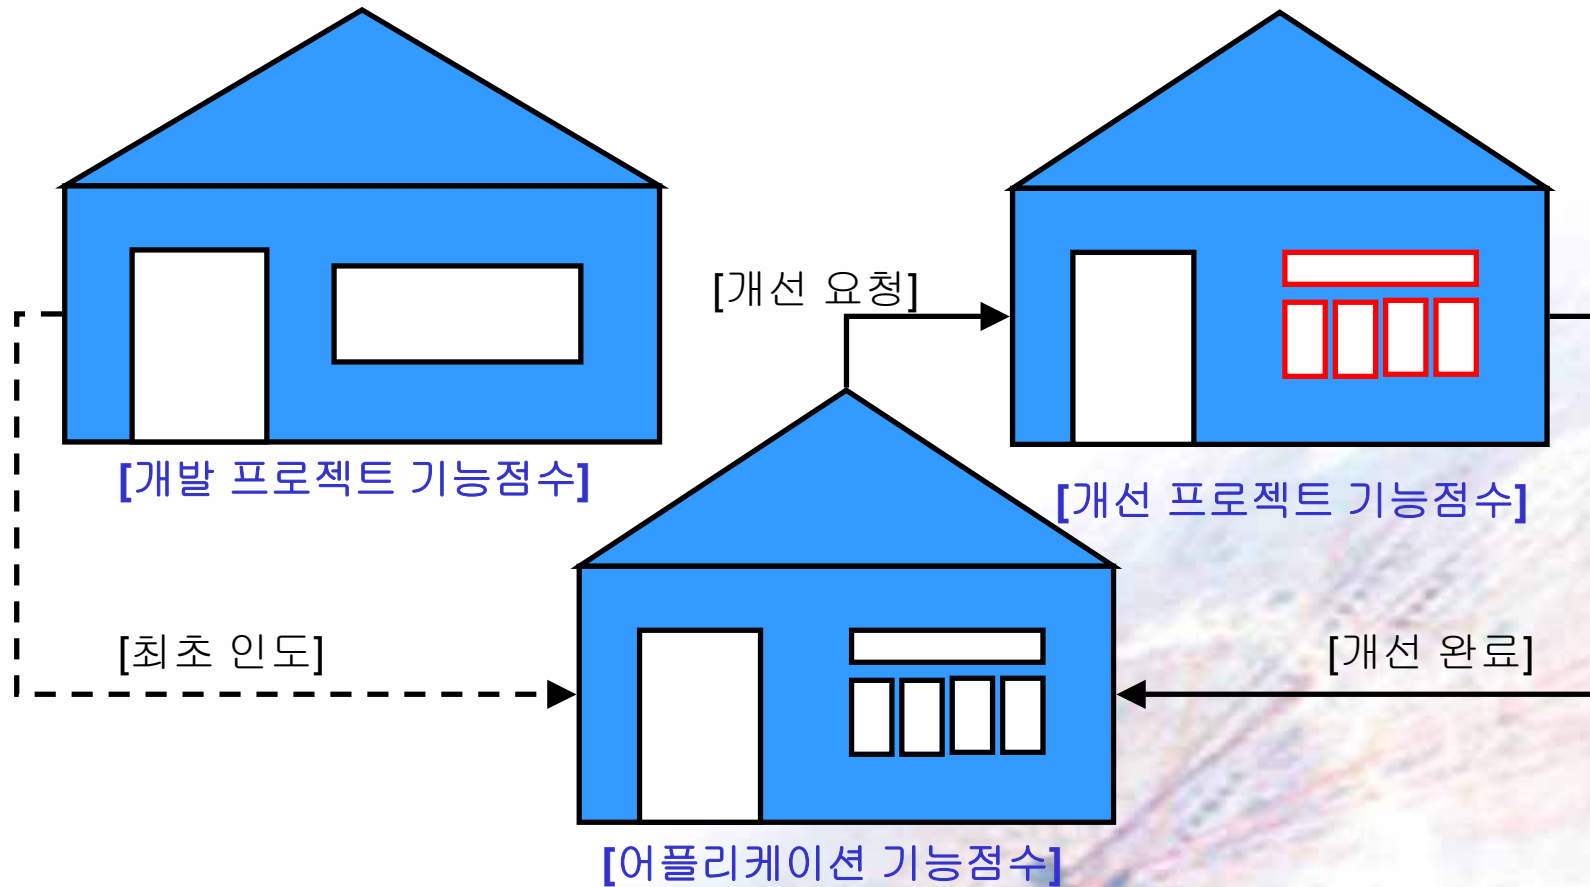 [개선 요청]
[개발 프로젝트 기능점수]
[개선 프로젝트 기능점수]
[최초 인도]
[개선 완료]
[어플리케이션 기능점수]